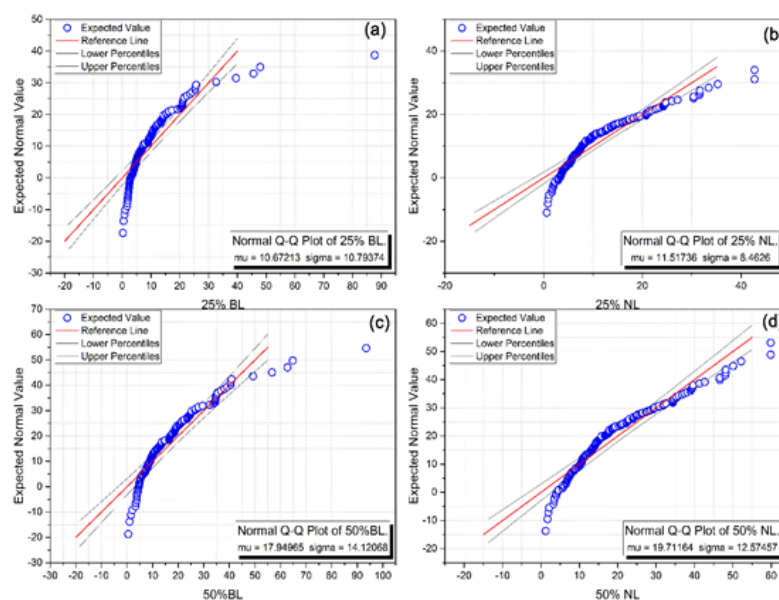 (a)
Expected Value
Reference Line
Lower Percentiles
Upper Percentiles
Expected Normal Value
50
40
30
20
10
0
-10
-20
-30
Normal Q-Q Plot of 25% BL.
mu = 10.67213 sigma = 10.79374
-20 -10 0 10 20 30 40 50 60 70 80 90
25% BL
(b)
Expected Value
Reference Line
Lower Percentiles
Upper Percentiles
Expected Normal Value
40
20
0
-20
Normal Q-Q Plot of 25% NL.
mu = 11.51736 sigma = 8.4626
-20 0 20 40
25% NL
(c)
Expected Value
Reference Line
Lower Percentiles
Upper Percentiles
Expected Normal Value
70
60
50
40
30
20
10
0
-10
-20
-30
Normal Q-Q Plot of 50%BL.
mu = 17.94965 sigma = 14.12068
-30 -20 -10 0 10 20 30 40 50 60 70 80 90 100
50%BL
(d)
Expected Value
Reference Line
Lower Percentiles
Upper Percentiles
Expected Normal Value
60
50
40
30
20
10
0
-10
-20
Normal Q-Q Plot of 50% NL.
mu = 19.71164 sigma = 12.57457
-20 -10 0 10 20 30 40 50 60
50% NL